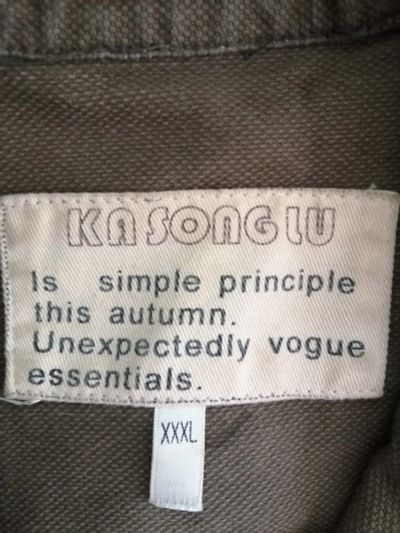 KASONGLU
Is simple principle
this autumn.
Unexpectedly vogue
essentials.
XXXL